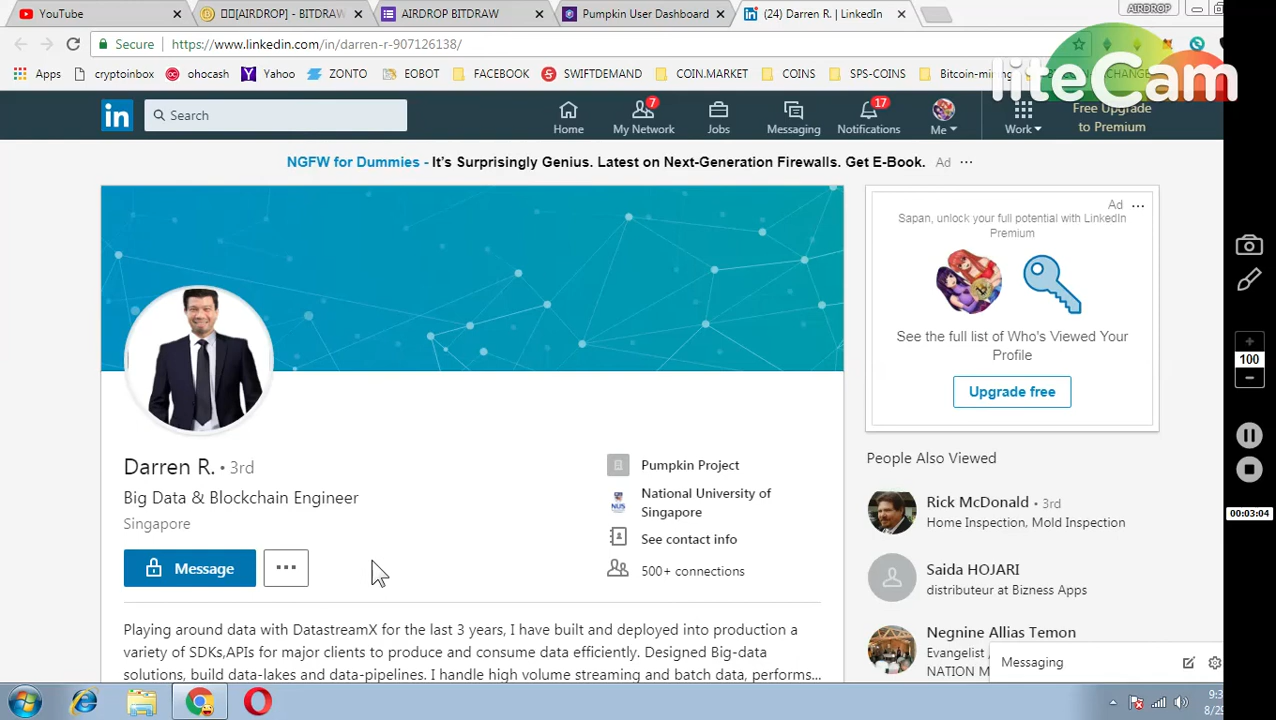 YouTube
[AIRDROP] - BITDRAW
AIRDROP BITDRAW
Pumpkin User Dashboard
(24) Darren R. | LinkedIn
AIRDROP
Secure
https://www.linkedin.com/in/darren-r-907126138/
Apps
cryptoinbox
ohocash
Yahoo
ZONTO
EOBOT
FACEBOOK
SWIFTDEMAND
COIN.MARKET
COINS
SPS-COINS
liteCam
in
Search
Home
7
My Network
Jobs
Messaging
17
Notifications
Me
Work
Free Upgrade
to Premium
NGFW for Dummies - It's Surprisingly Genius. Latest on Next-Generation Firewalls. Get E-Book. Ad ...
Ad ...
Sapan, unlock your full potential with LinkedIn
Premium
See the full list of Who's Viewed Your
Profile
Upgrade free
Darren R. • 3rd
Big Data & Blockchain Engineer
Singapore
Message
...
Pumpkin Project
National University of
Singapore
See contact info
500+ connections
Playing around data with DatastreamX for the last 3 years, I have built and deployed into production a
variety of SDKs,APIs for major clients to produce and consume data efficiently. Designed Big-data
solutions, build data-lakes and data-pipelines. I handle high volume streaming and batch data, performs...
People Also Viewed
Rick McDonald • 3rd
Home Inspection, Mold Inspection
Saida HOJARI
distributeur at Bizness Apps
Negnine Allias Temon
Evangelist
NATION M
Messaging
100
00:03:04